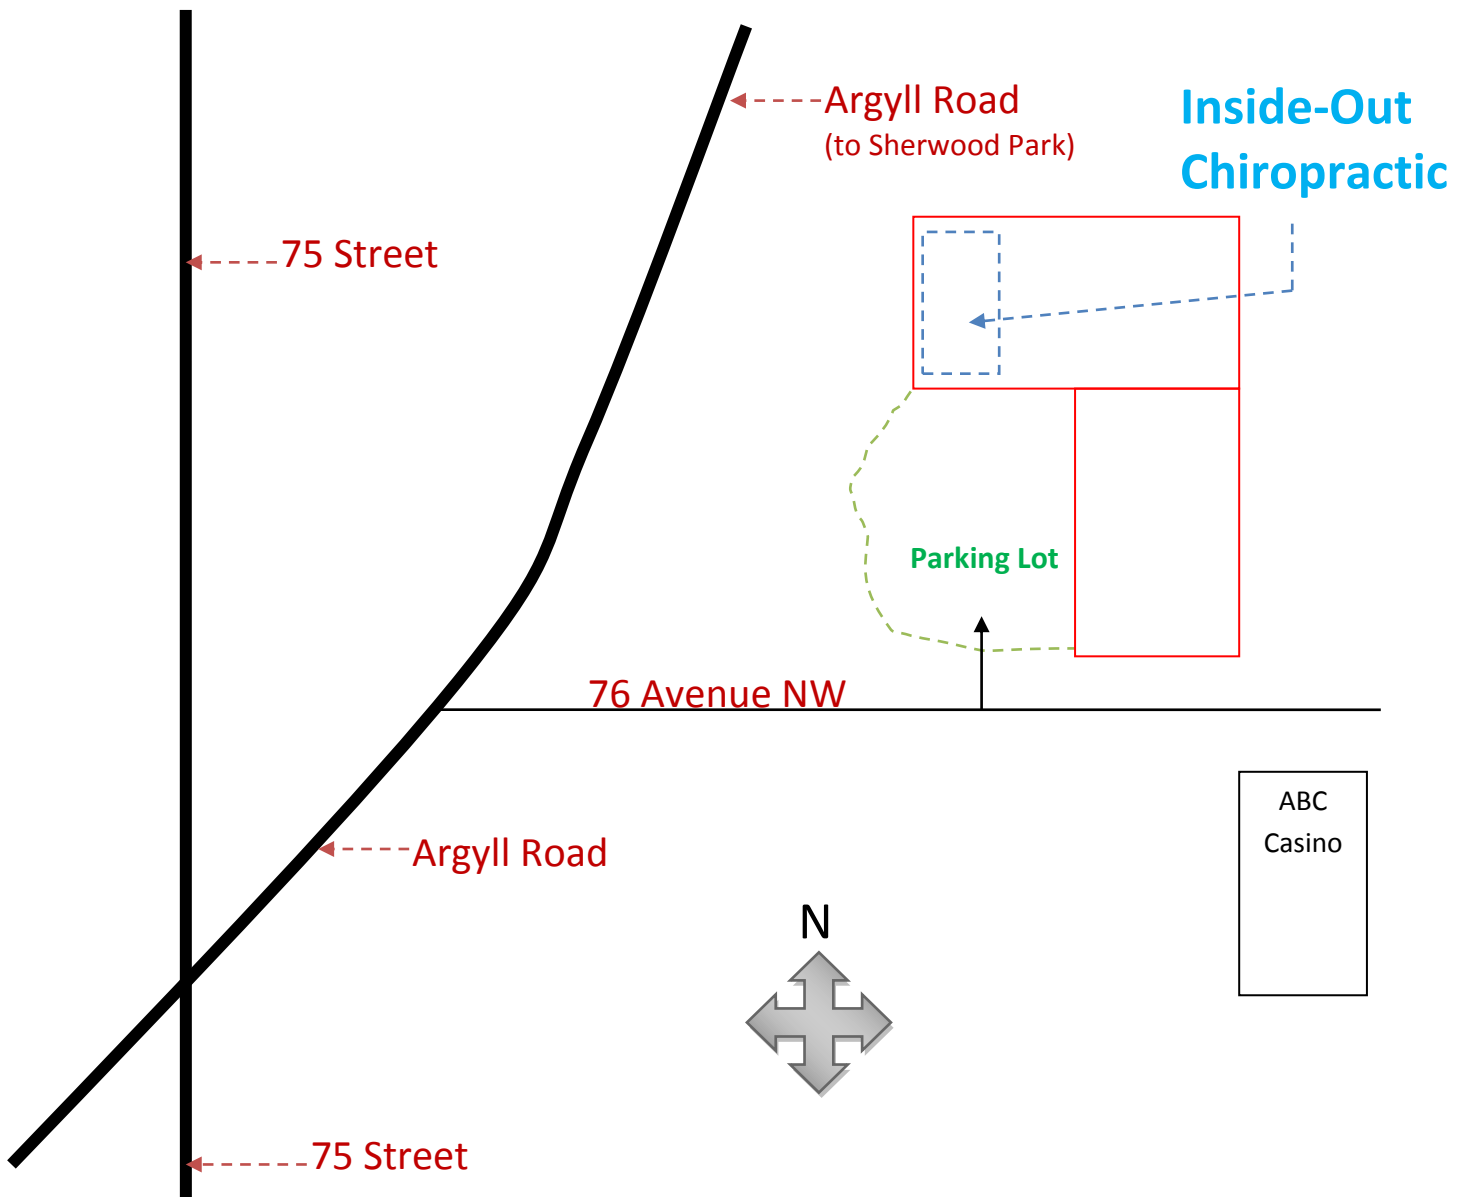 Argyll Road
(to Sherwood Park)
Inside-Out
Chiropractic
75 Street
Parking Lot
76 Avenue NW
ABC
Casino
Argyll Road
N
75 Street